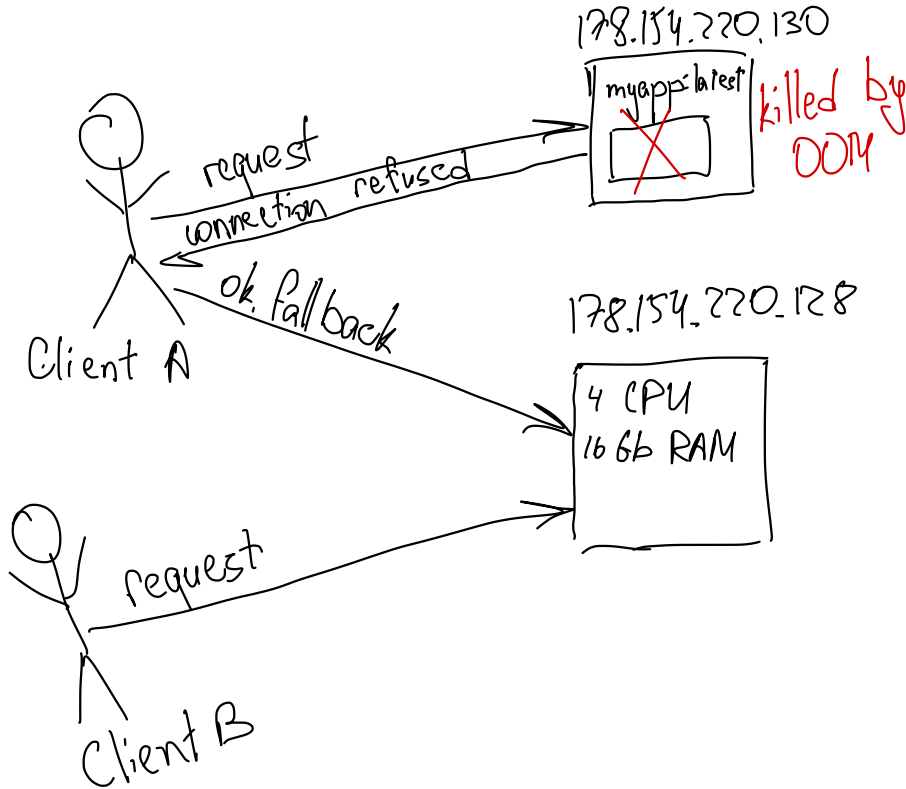 178.154.220.130
myapp:latest
killed by
OOM
request
connection refused
ok, fallback
Client A
178.154.220.128
4 CPU
16 Gb RAM
request
Client B